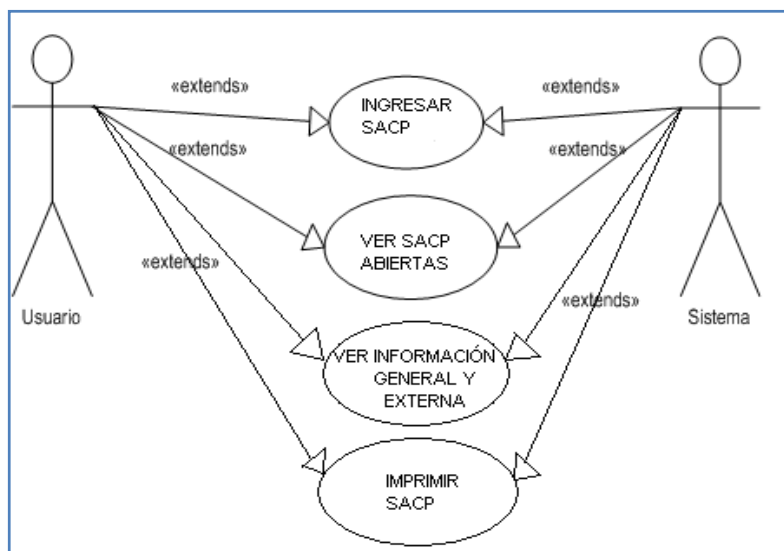 «extends»
«extends»
INGRESAR
SACP
«extends»
«extends»
VER SACP
ABIERTAS
«extends»
«extends»
Usuario
Sistema
VER INFORMACIÓN
GENERAL Y
EXTERNA
IMPRIMIR
SACP